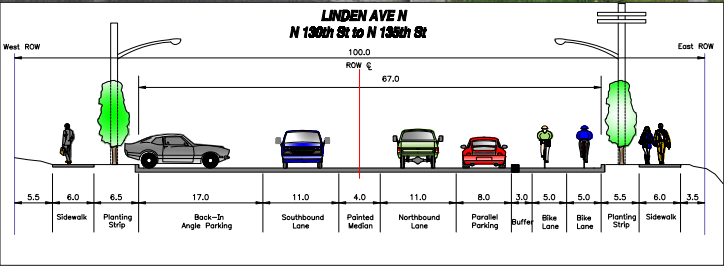 LINDEN AVE N
N 130th St to N 135th St
West ROW
East ROW
100.0
ROW ℄
67.0
5.5 6.0 6.5 17.0 11.0 4.0 11.0 8.0 3.0 5.0 5.0 5.5 6.0 3.5
Sidewalk
Planting
Strip
Back-In
Angle Parking
Southbound
Lane
Painted
Median
Northbound
Lane
Parallel
Parking
Buffer
Bike
Lane
Bike
Lane
Planting
Strip
Sidewalk